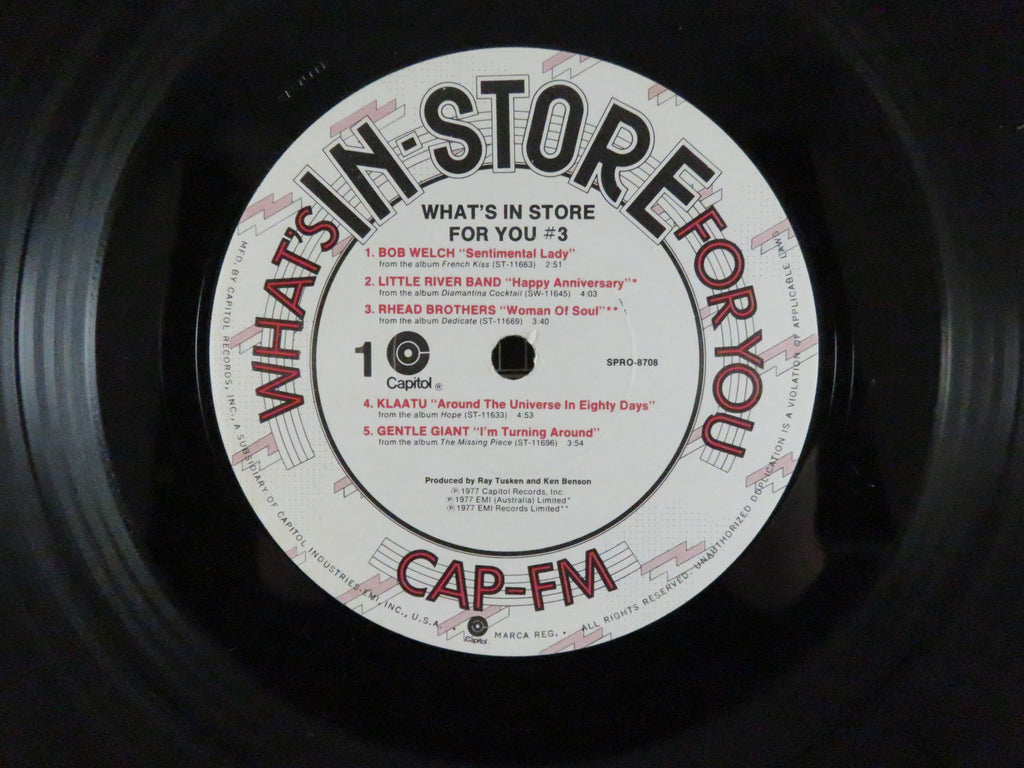 WHAT'S IN-STORE FOR YOU
WHAT'S IN STORE
FOR YOU #3
1. BOB WELCH "Sentimental Lady"
from the album French Kiss (ST-11663) 2:51
2. LITTLE RIVER BAND "Happy Anniversary"*
from the album Diamantina Cocktail (SW-11645) 4:03
3. RHEAD BROTHERS "Woman Of Soul"**
from the album Dedicate (ST-11669) 3:40
1
Capitol®
SPRO-8708
4. KLAATU "Around The Universe In Eighty Days"
from the album Hope (ST-11633) 4:53
5. GENTLE GIANT "I'm Turning Around"
from the album The Missing Piece (ST-11696) 3:54
Produced by Ray Tusken and Ken Benson
℗ 1977 Capitol Records, Inc.
℗ 1977 EMI (Australia) Limited*
℗ 1977 EMI Records Limited**
CAP-FM
MFD. BY CAPITOL RECORDS, INC., A SUBSIDIARY OF CAPITOL INDUSTRIES-EMI, INC., U.S.A. • Capitol MARCA REG. • ALL RIGHTS RESERVED. UNAUTHORIZED DUPLICATION IS A VIOLATION OF APPLICABLE LAWS